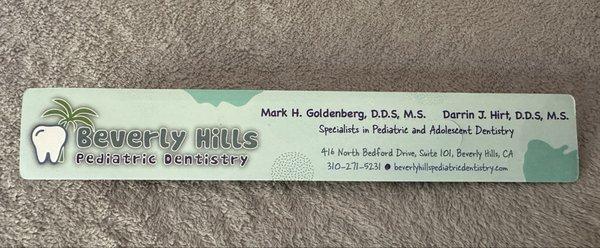 Beverly Hills
Pediatric Dentistry
Mark H. Goldenberg, D.D.S, M.S. Darrin J. Hirt, D.D.S, M.S.
Specialists in Pediatric and Adolescent Dentistry
416 North Bedford Drive, Suite 101, Beverly Hills, CA
310-271-5231 ● beverlyhillspediatricdentistry.com